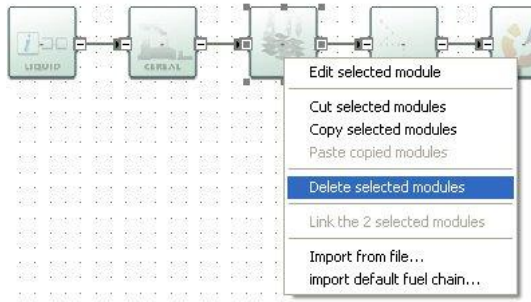 LIQUID
CEREAL
Edit selected module
Cut selected modules
Copy selected modules
Paste copied modules
Delete selected modules
Link the 2 selected modules
Import from file...
import default fuel chain...